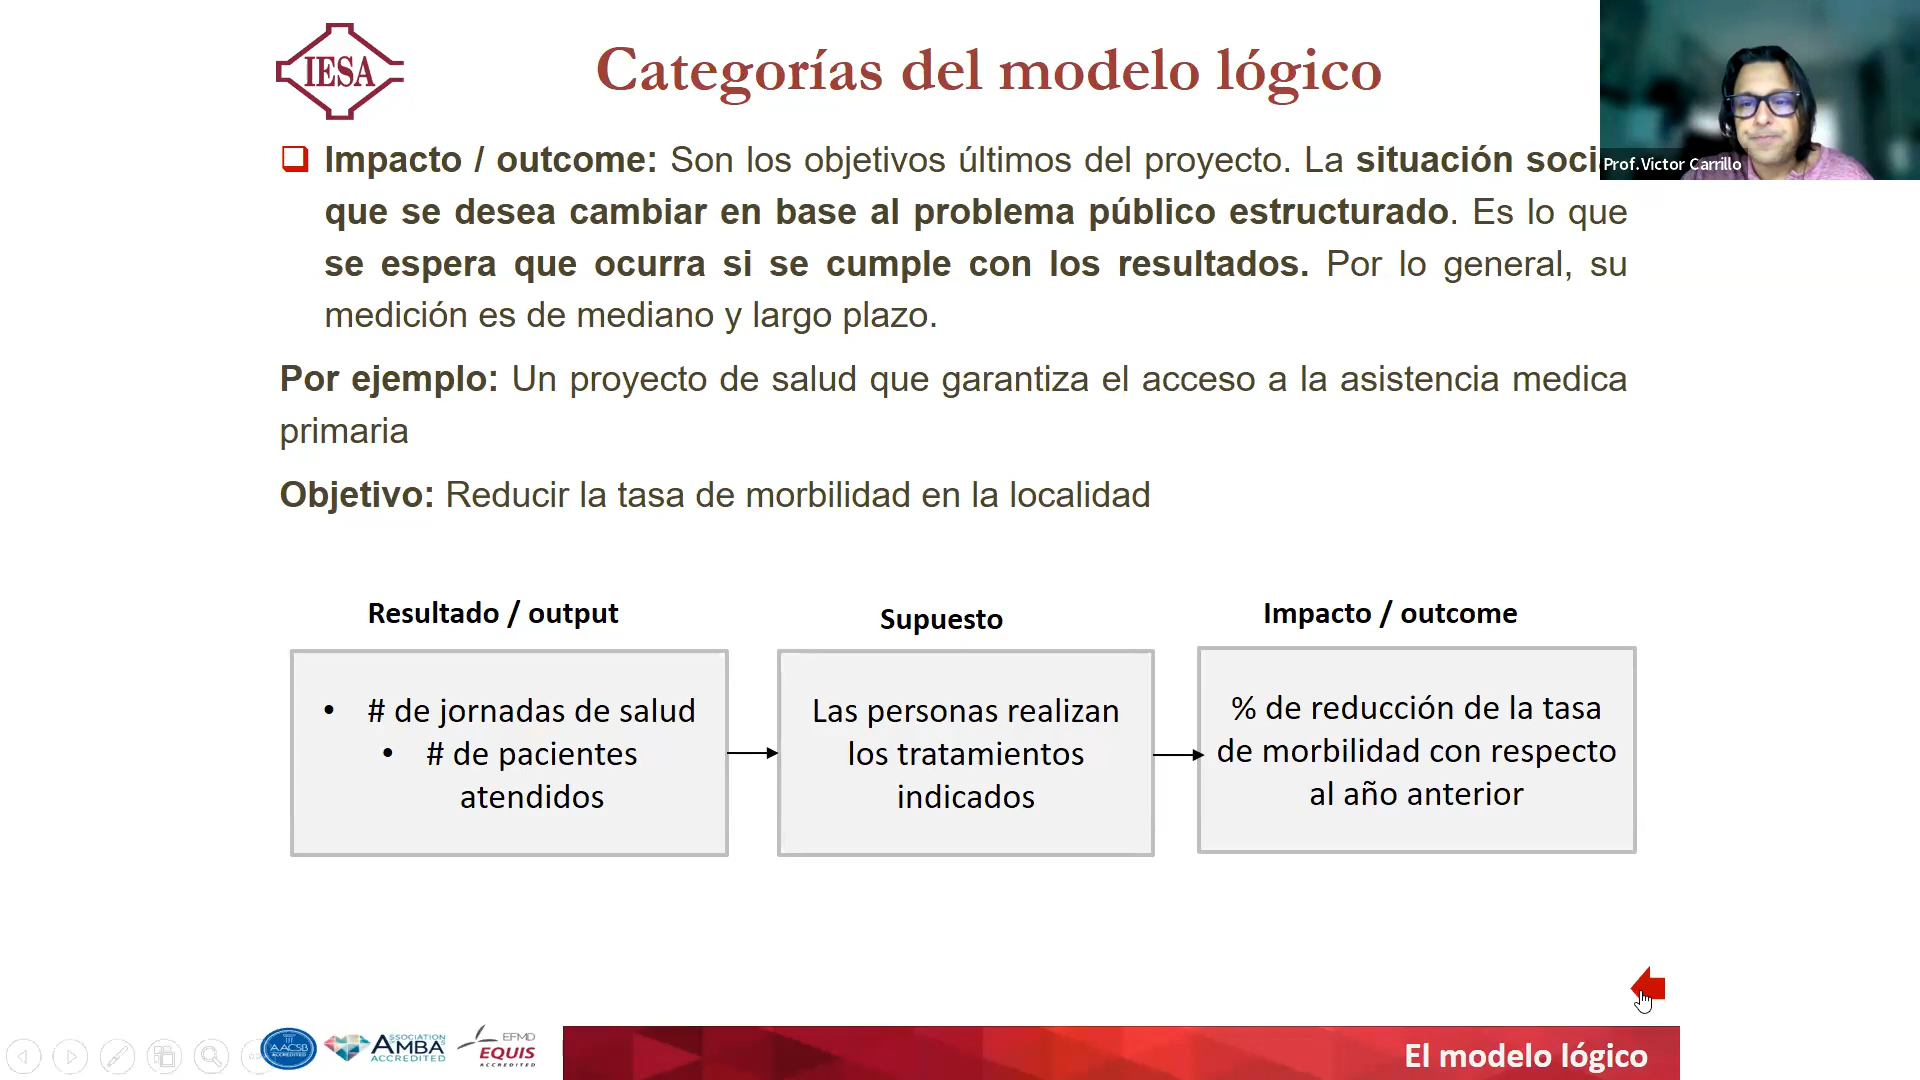 IESA
Categorías del modelo lógico
Prof.Victor Carrillo
Impacto / outcome: Son los objetivos últimos del proyecto. La situación soci
que se desea cambiar en base al problema público estructurado. Es lo que
se espera que ocurra si se cumple con los resultados. Por lo general, su
medición es de mediano y largo plazo.
Por ejemplo: Un proyecto de salud que garantiza el acceso a la asistencia medica
primaria
Objetivo: Reducir la tasa de morbilidad en la localidad
Resultado / output
• # de jornadas de salud
• # de pacientes
atendidos
Supuesto
Las personas realizan
los tratamientos
indicados
Impacto / outcome
% de reducción de la tasa
de morbilidad con respecto
al año anterior
AACSB
ACCREDITED
ASSOCIATION
AMBA
ACCREDITED
EFMD
EQUIS
ACCREDITED
El modelo lógico